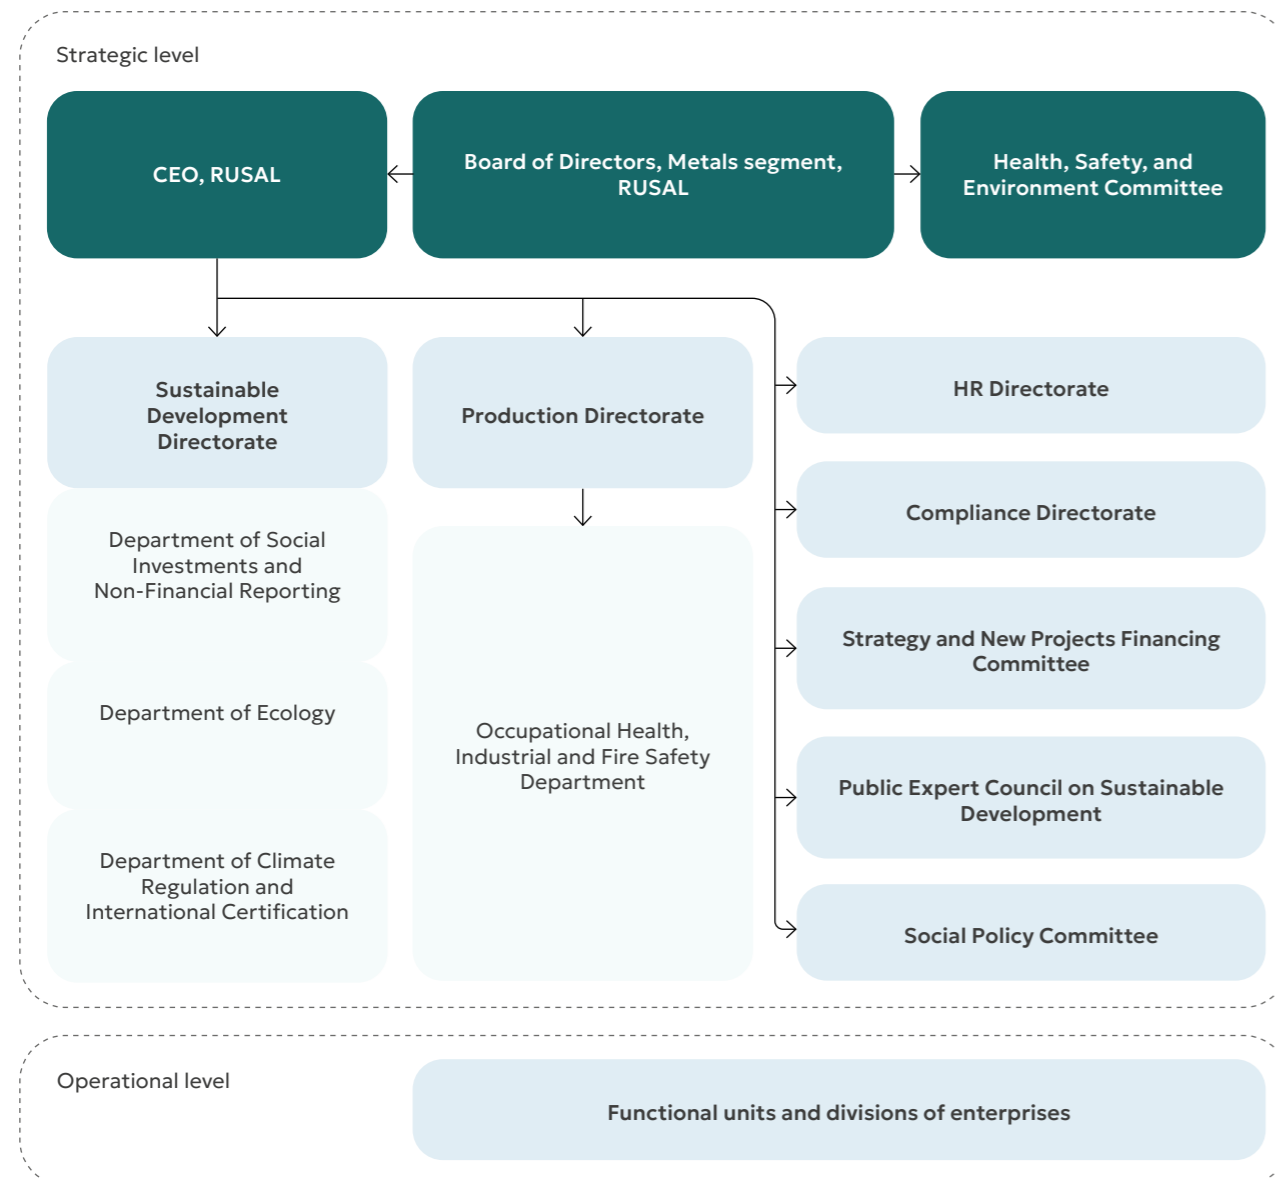 Strategic level
CEO, RUSAL
Board of Directors, Metals segment,
RUSAL
Health, Safety, and
Environment Committee
Sustainable
Development
Directorate
Department of Social
Investments and
Non-Financial Reporting
Department of Ecology
Department of Climate
Regulation and
International Certification
Production Directorate
Occupational Health,
Industrial and Fire Safety
Department
HR Directorate
Compliance Directorate
Strategy and New Projects Financing
Committee
Public Expert Council on Sustainable
Development
Social Policy Committee
Operational level
Functional units and divisions of enterprises